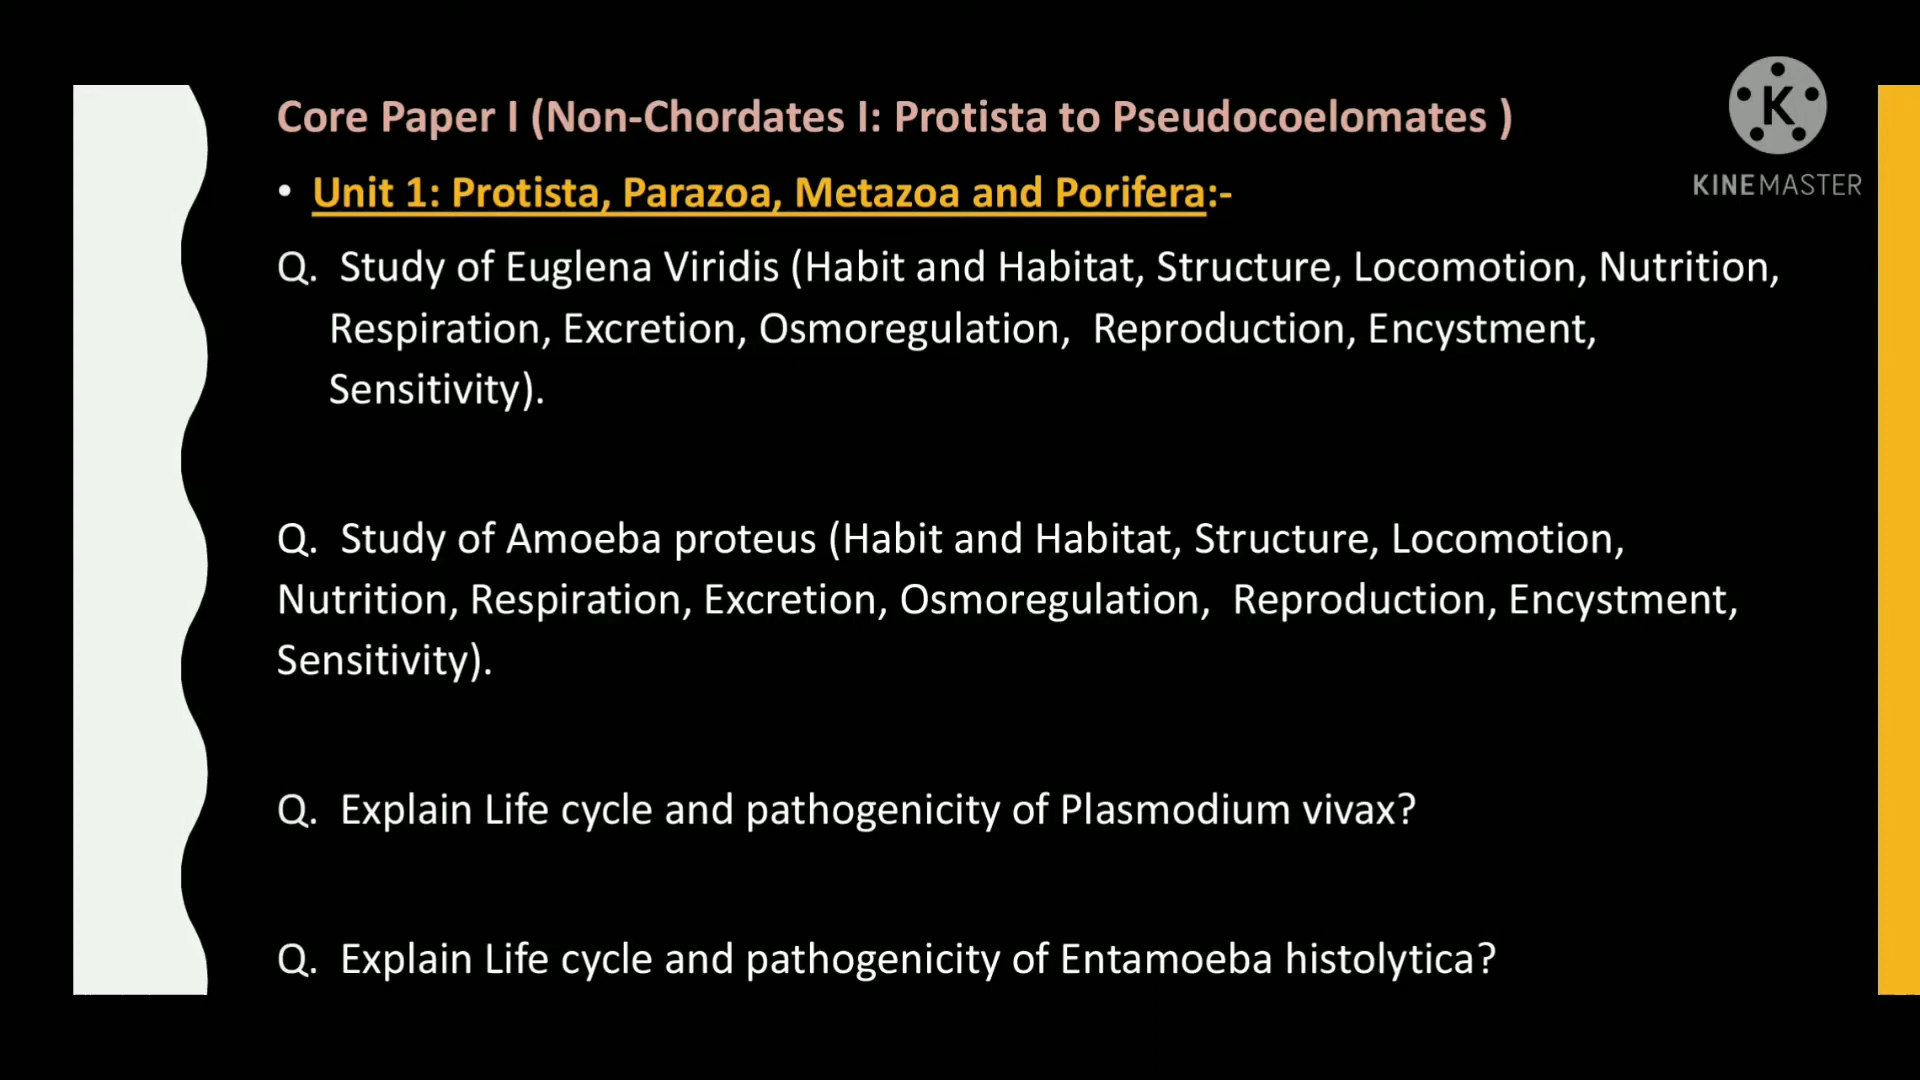 Core Paper I (Non-Chordates I: Protista to Pseudocoelomates )
K
KINEMASTER
• Unit 1: Protista, Parazoa, Metazoa and Porifera:-
Q. Study of Euglena Viridis (Habit and Habitat, Structure, Locomotion, Nutrition,
Respiration, Excretion, Osmoregulation, Reproduction, Encystment,
Sensitivity).
Q. Study of Amoeba proteus (Habit and Habitat, Structure, Locomotion,
Nutrition, Respiration, Excretion, Osmoregulation, Reproduction, Encystment,
Sensitivity).
Q. Explain Life cycle and pathogenicity of Plasmodium vivax?
Q. Explain Life cycle and pathogenicity of Entamoeba histolytica?